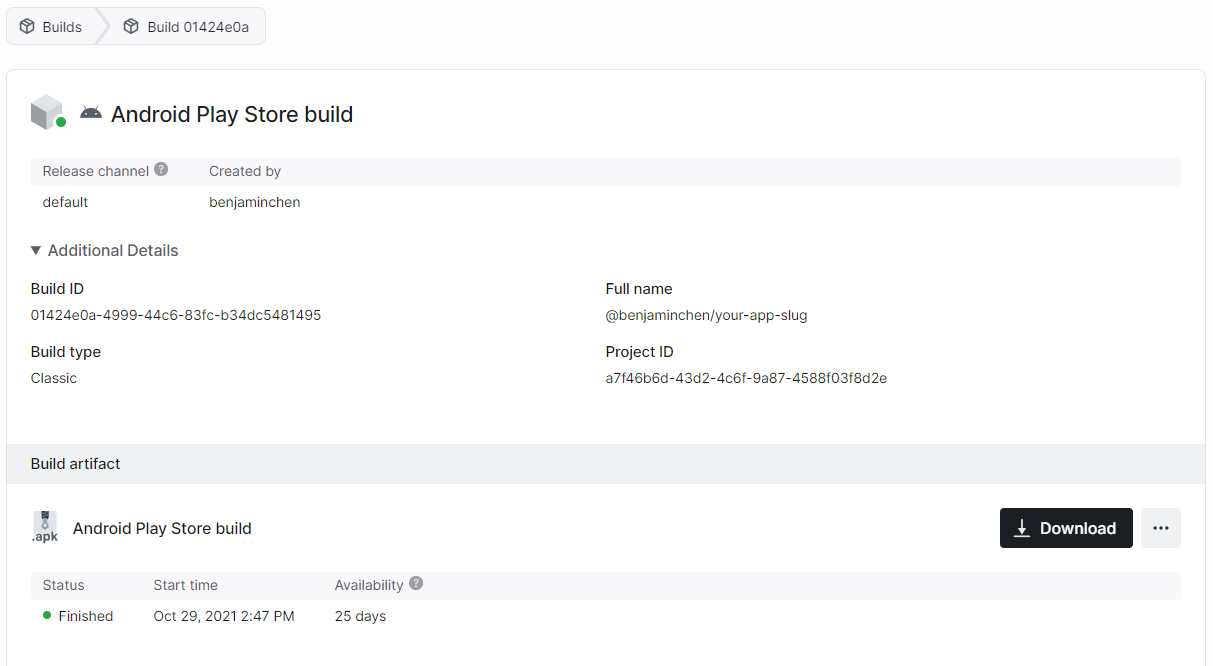 Builds Build 01424e0a
Android Play Store build
Release channel ? Created by
default benjaminchen
Additional Details
Build ID Full name
01424e0a-4999-44c6-83fc-b34dc5481495 @benjaminchen/your-app-slug
Build type Project ID
Classic a7f46b6d-43d2-4c6f-9a87-4588f03f8d2e
Build artifact
.apk Android Play Store build Download ...
Status Start time Availability ?
Finished Oct 29, 2021 2:47 PM 25 days